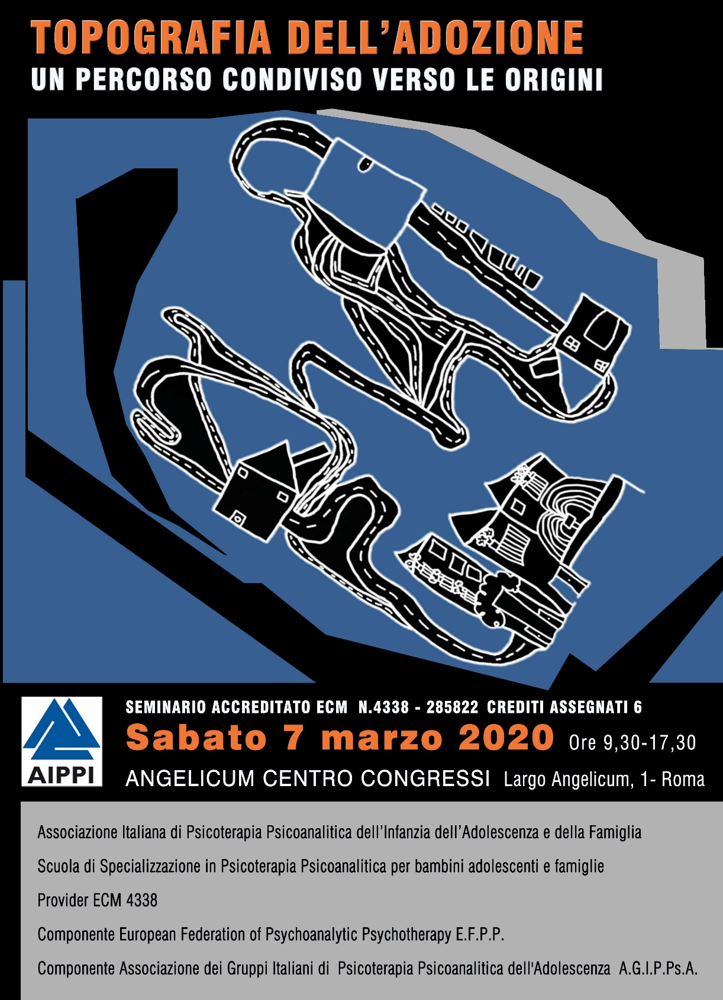 TOPOGRAFIA DELL'ADOZIONE
UN PERCORSO CONDIVISO VERSO LE ORIGINI
AIPPI
SEMINARIO ACCREDITATO ECM N.4338 - 285822 CREDITI ASSEGNATI 6
Sabato 7 marzo 2020 Ore 9,30-17,30
ANGELICUM CENTRO CONGRESSI Largo Angelicum, 1- Roma
Associazione Italiana di Psicoterapia Psicoanalitica dell'Infanzia dell'Adolescenza e della Famiglia
Scuola di Specializzazione in Psicoterapia Psicoanalitica per bambini adolescenti e famiglie
Provider ECM 4338
Componente European Federation of Psychoanalytic Psychotherapy E.F.P.P.
Componente Associazione dei Gruppi Italiani di Psicoterapia Psicoanalitica dell'Adolescenza A.G.I.P.Ps.A.